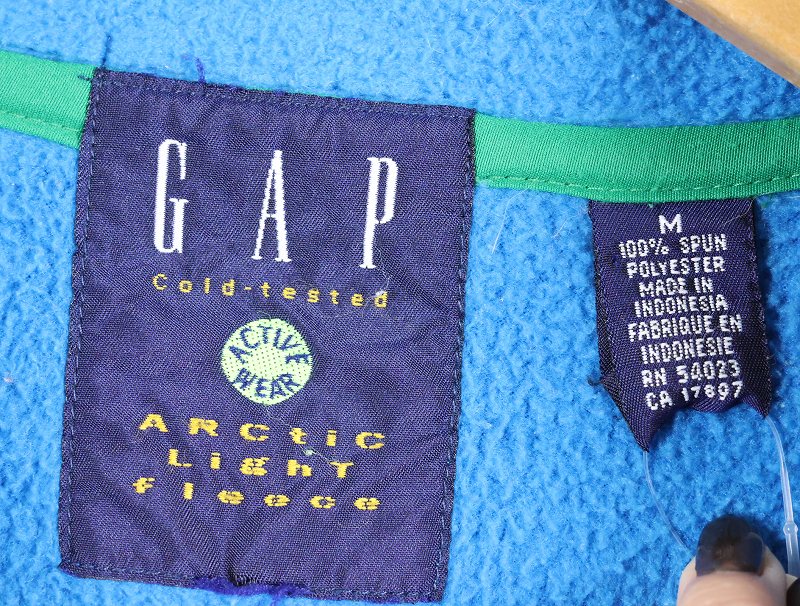 GAP
Cold-tested
ACTIVE
WEAR
ARCtiC
LigHT
fleece
M
100% SPUN
POLYESTER
MADE IN
INDONESIA
FABRIQUE EN
INDONESIE
RN 54023
CA 17897